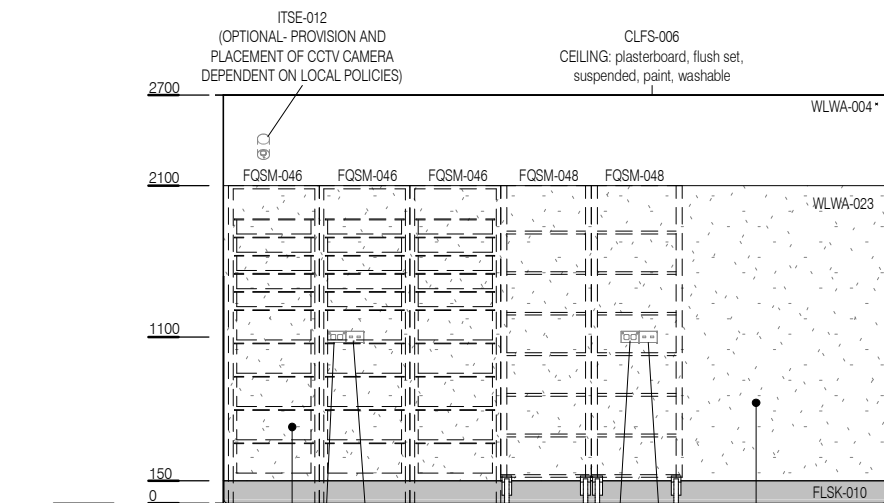 ITSE-012
(OPTIONAL- PROVISION AND
PLACEMENT OF CCTV CAMERA
DEPENDENT ON LOCAL POLICIES)
CLFS-006
CEILING: plasterboard, flush set,
suspended, paint, washable
2700
WLWA-004
2100
FQSM-046
FQSM-046
FQSM-046
FQSM-048
FQSM-048
WLWA-023
1100
150
0
FLSK-010